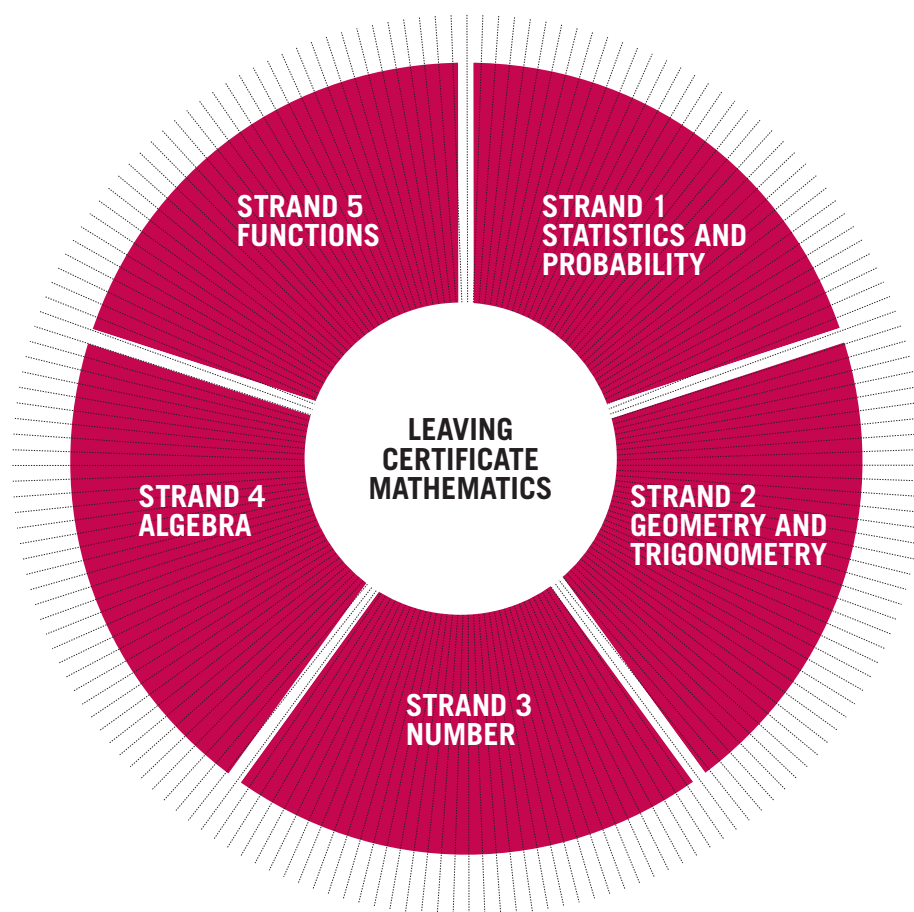 STRAND 5
FUNCTIONS
STRAND 1
STATISTICS AND
PROBABILITY
LEAVING
CERTIFICATE
MATHEMATICS
STRAND 4
ALGEBRA
STRAND 2
GEOMETRY AND
TRIGONOMETRY
STRAND 3
NUMBER